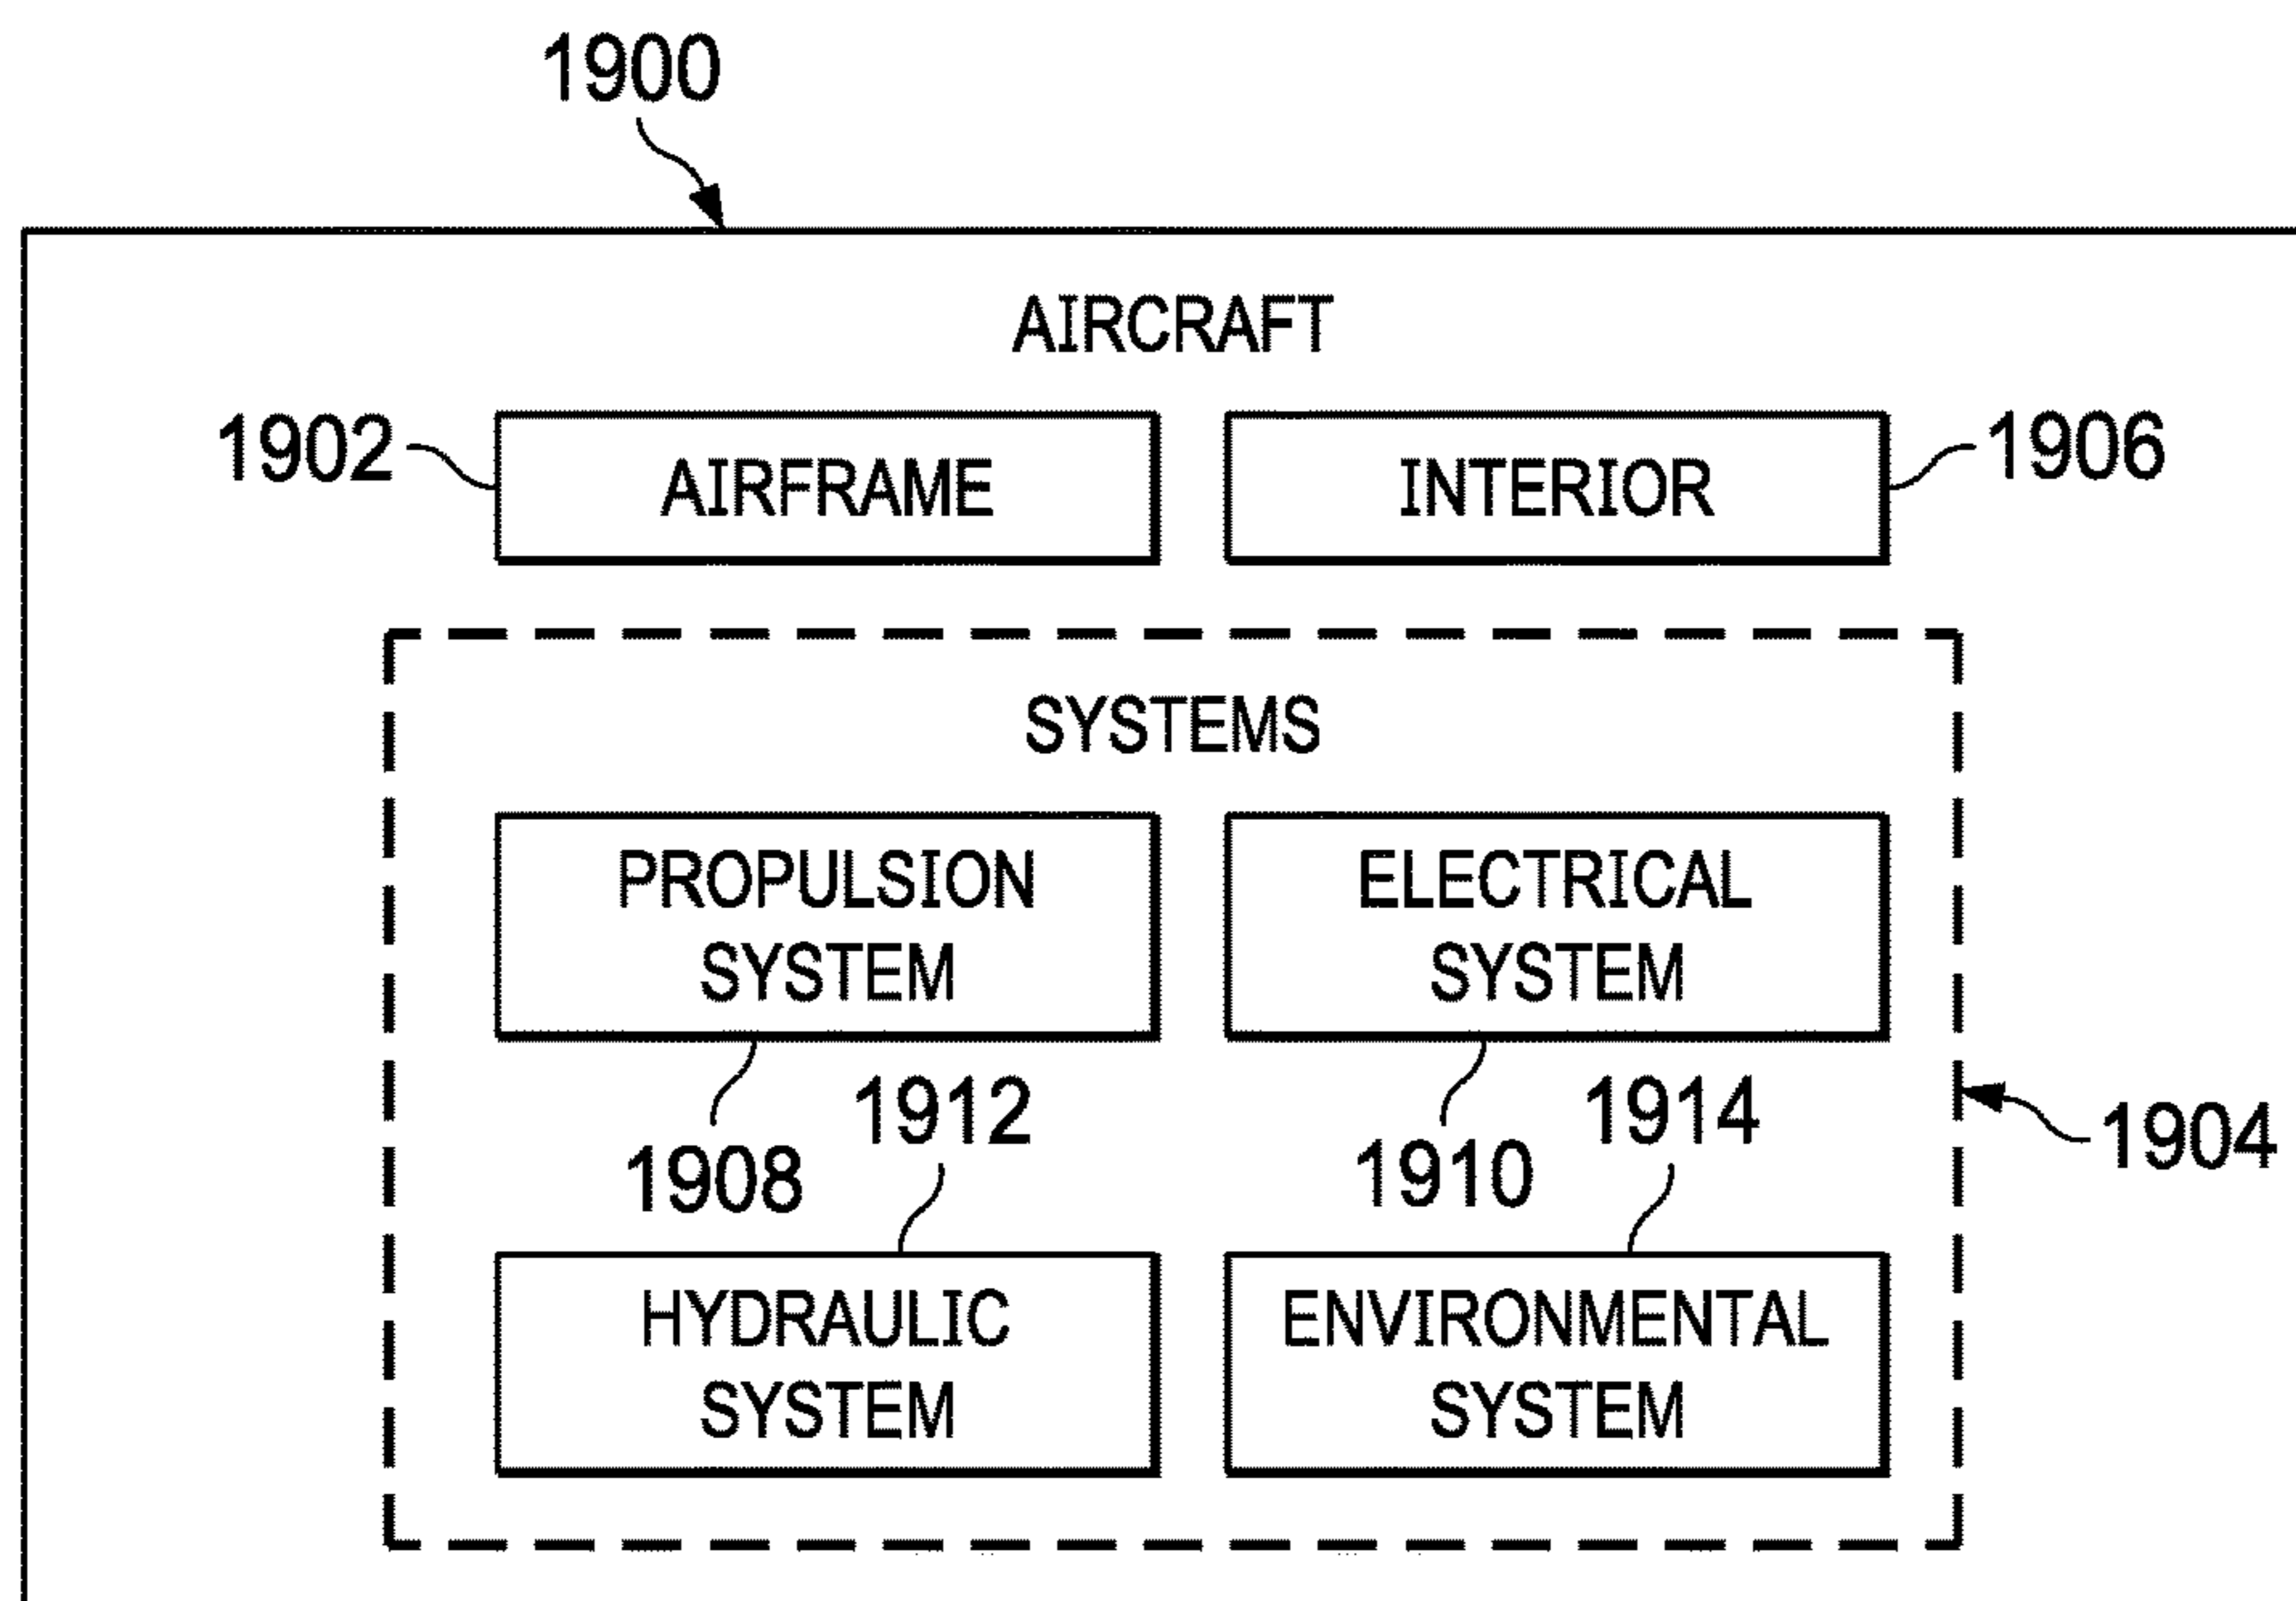 1900
AIRCRAFT
1902
AIRFRAME
INTERIOR
1906
SYSTEMS
PROPULSION
SYSTEM
ELECTRICAL
SYSTEM
1908
1912
1910
1914
1904
HYDRAULIC
SYSTEM
ENVIRONMENTAL
SYSTEM